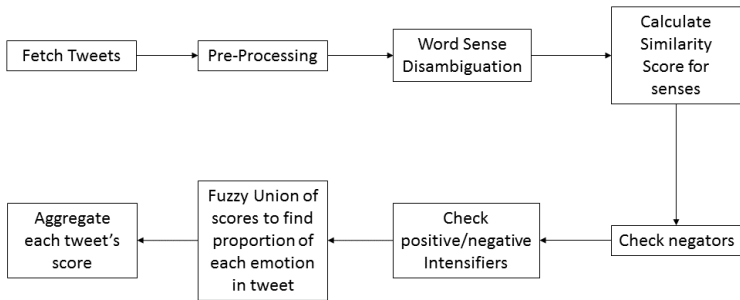 Fetch Tweets
Pre-Processing
Word Sense
Disambiguation
Calculate
Similarity
Score for
senses
Check negators
Check
positive/negative
Intensifiers
Fuzzy Union of
scores to find
proportion of
each emotion
in tweet
Aggregate
each tweet's
score